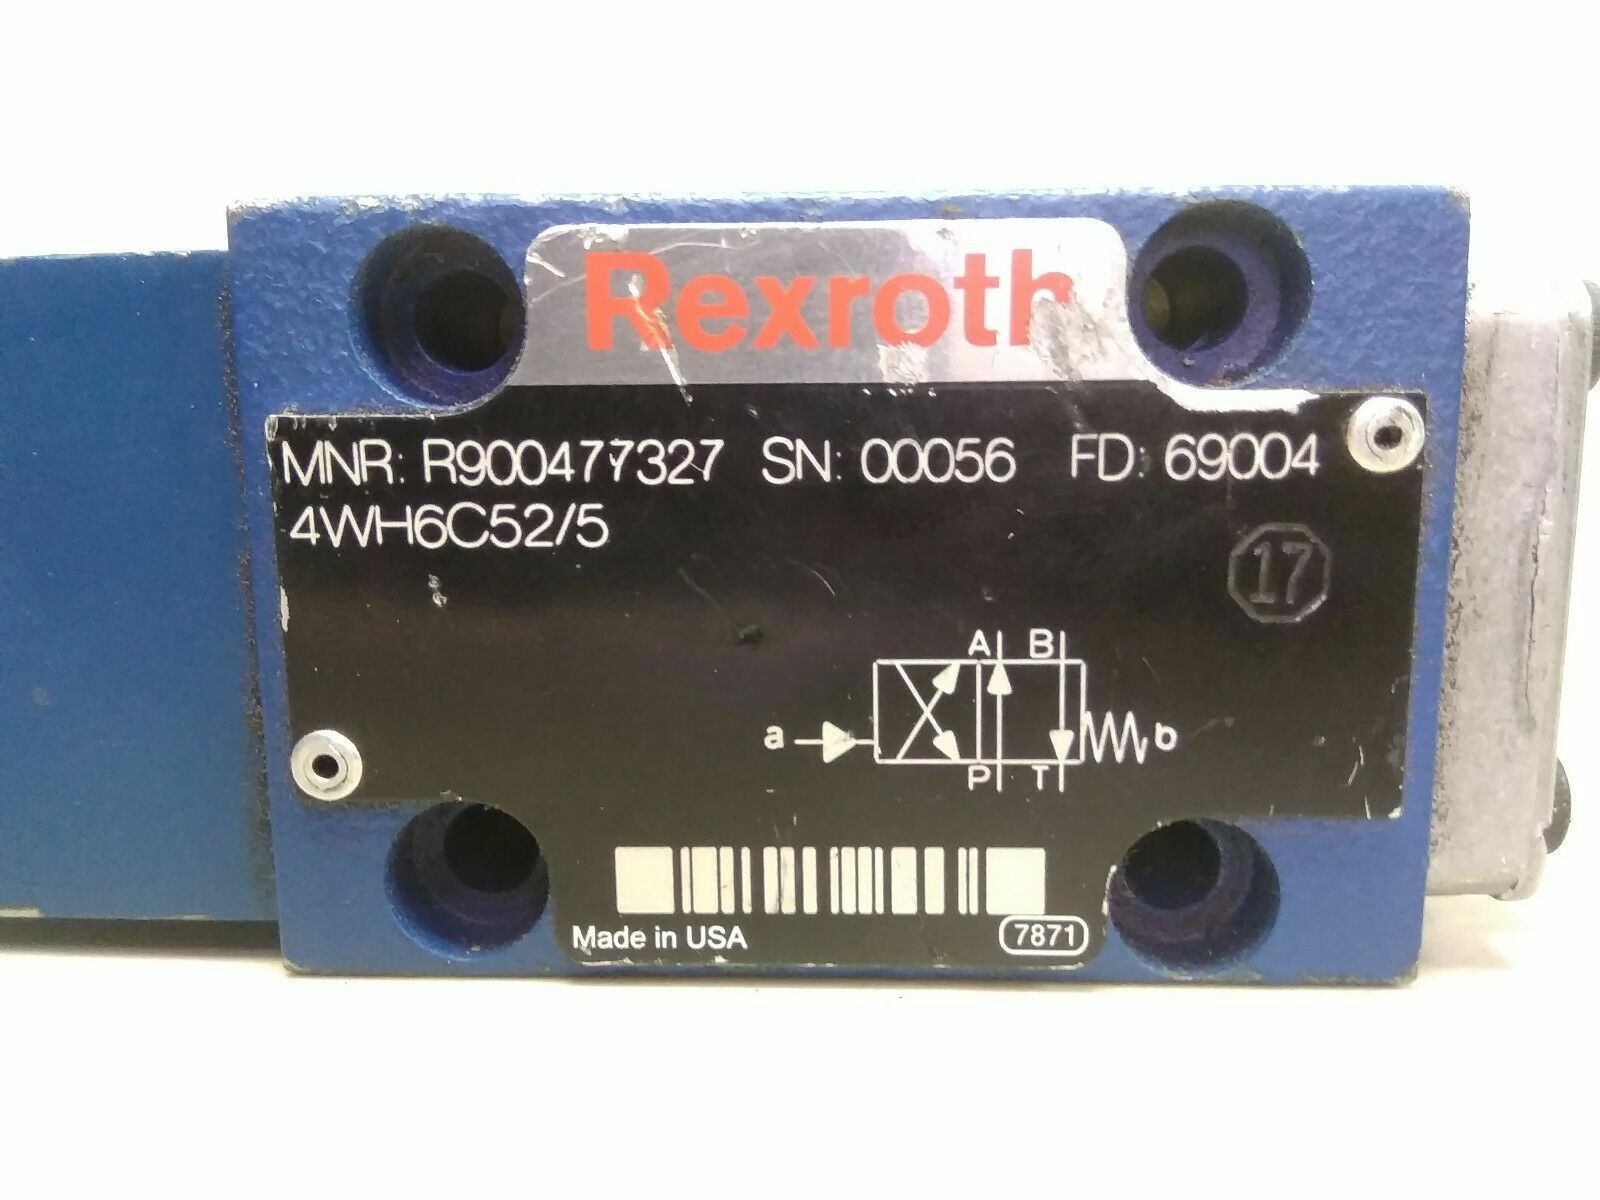 Rexroth
MNR: R900477327 SN: 00056 FD: 69004
4WH6C52/5
17
A B
a b
P T
Made in USA 7871